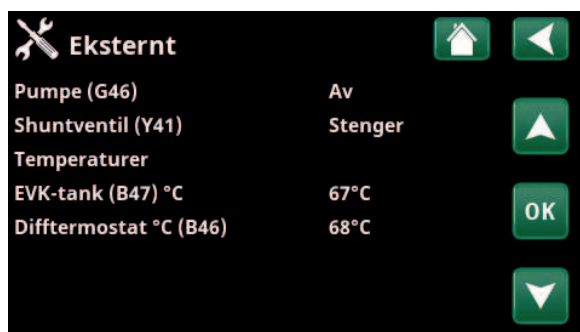 Eksternt
Pumpe (G46) Av
Shuntventil (Y41) Stenger
Temperaturer
EVK-tank (B47) °C 67°C
OK
Difftermostat °C (B46) 68°C